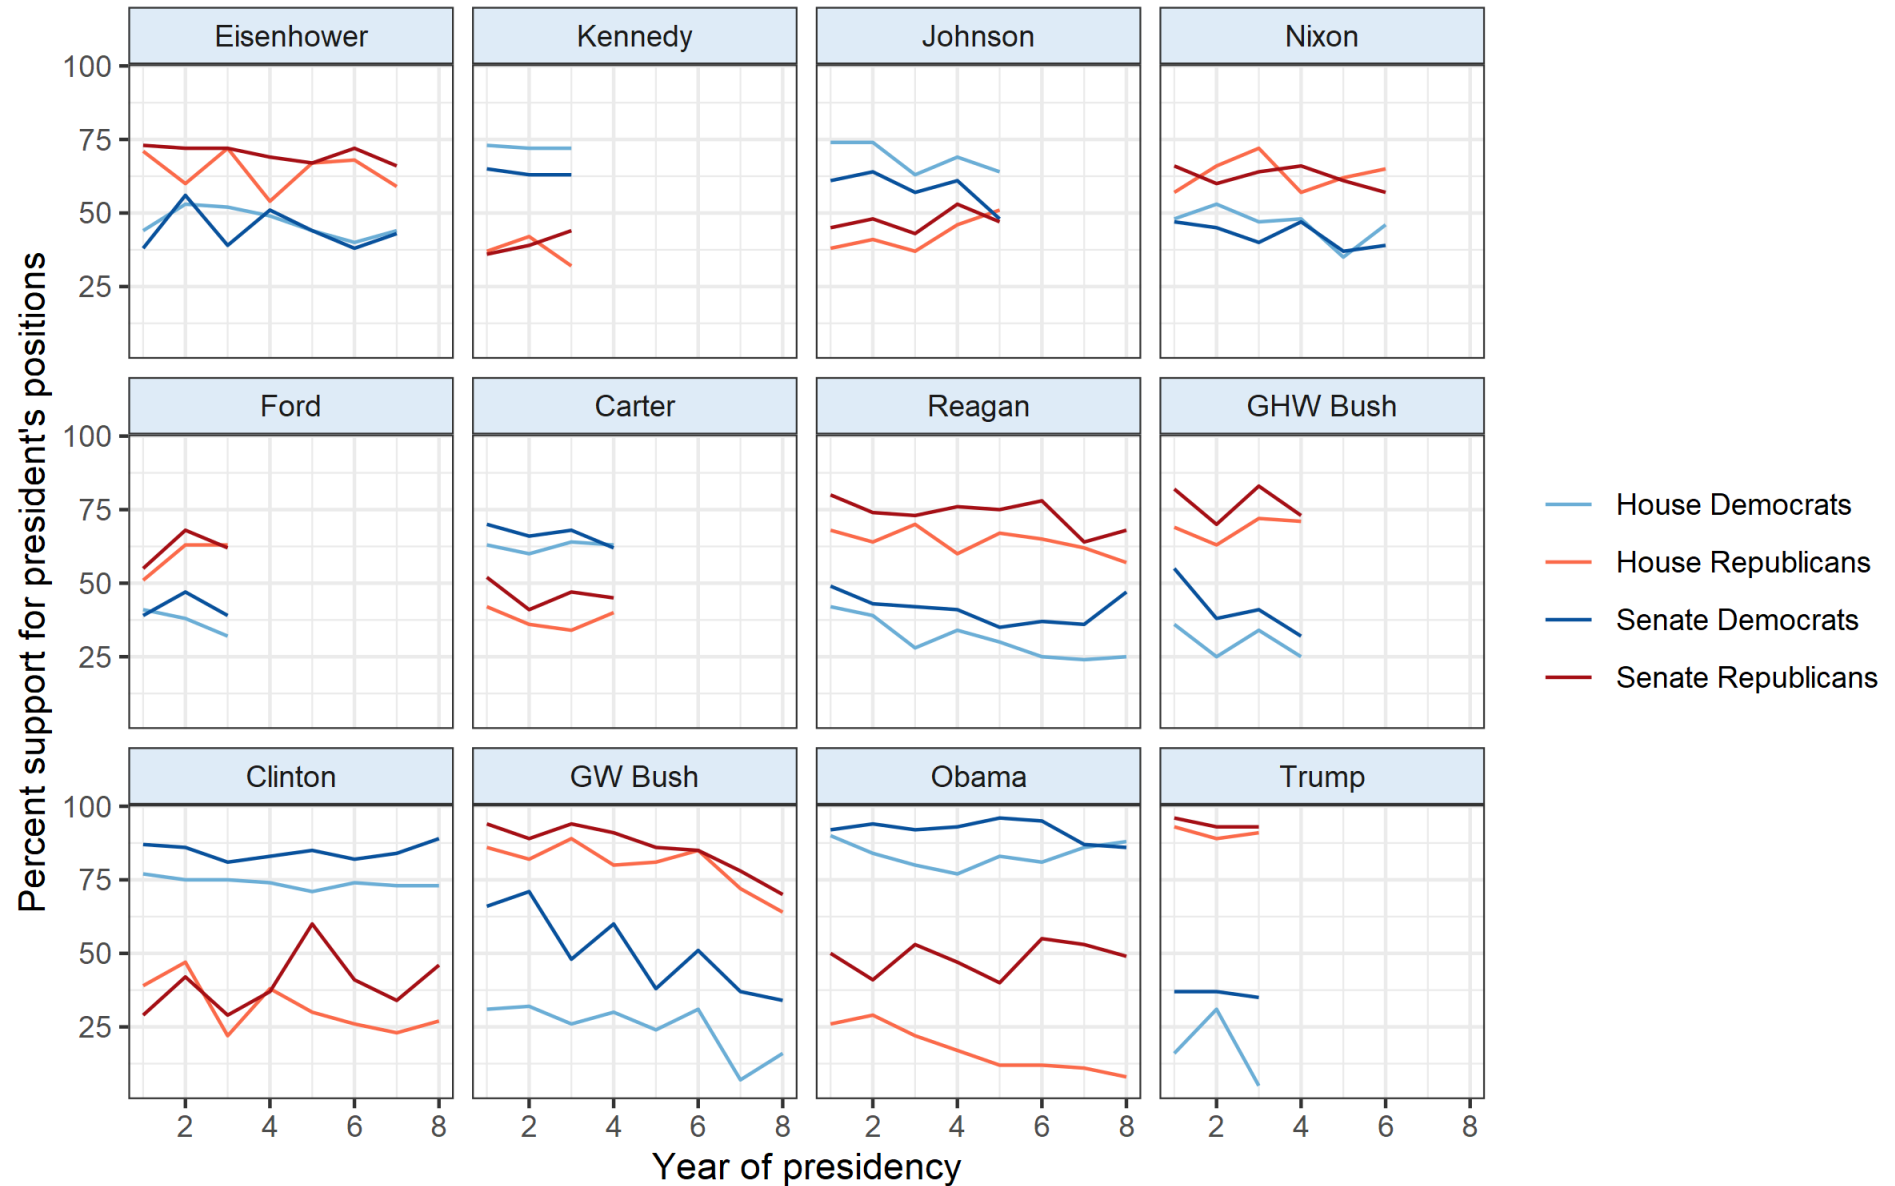 Eisenhower Kennedy Johnson Nixon
100
75
50
25
Ford Carter Reagan GHW Bush
100
75
50
25
Clinton GW Bush Obama Trump
100
75
50
25
2 4 6 8 2 4 6 8 2 4 6 8 2 4 6 8
Year of presidency
Percent support for president's positions
House Democrats
House Republicans
Senate Democrats
Senate Republicans